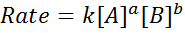 Rate = k[A]ᵃ[B]ᵇ